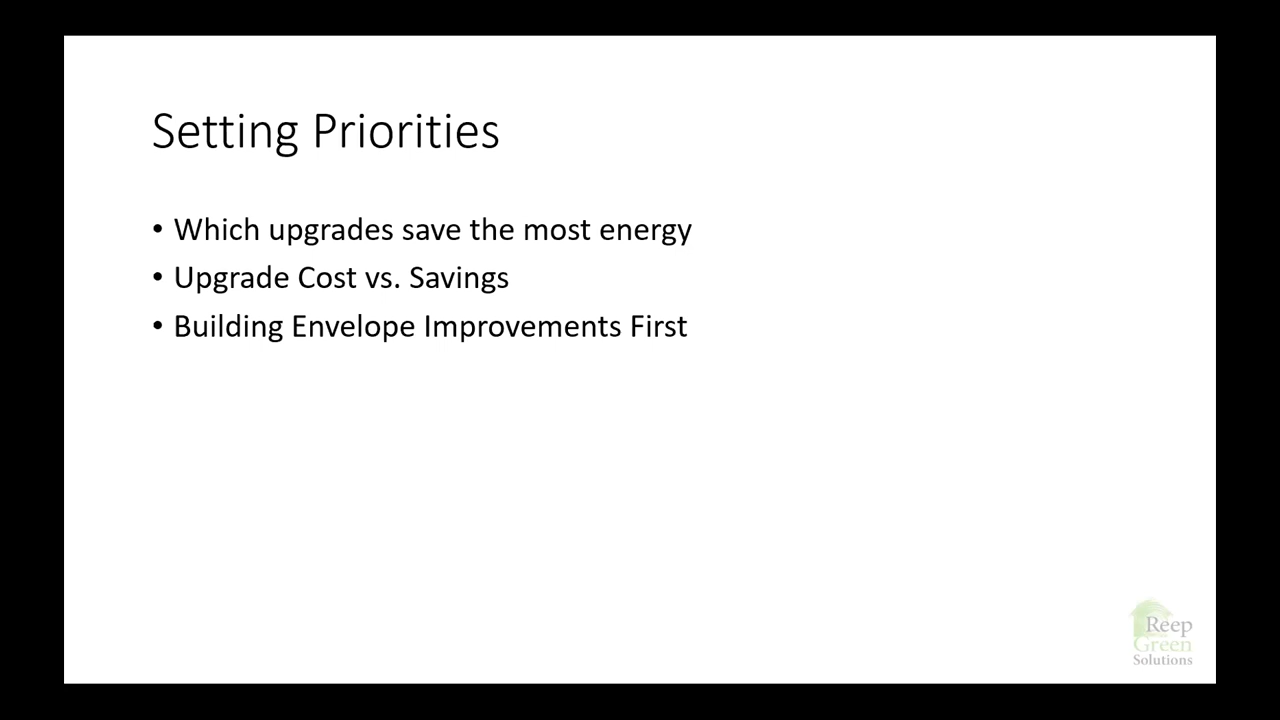 Setting Priorities
• Which upgrades save the most energy
• Upgrade Cost vs. Savings
• Building Envelope Improvements First
Reep
Green
Solutions